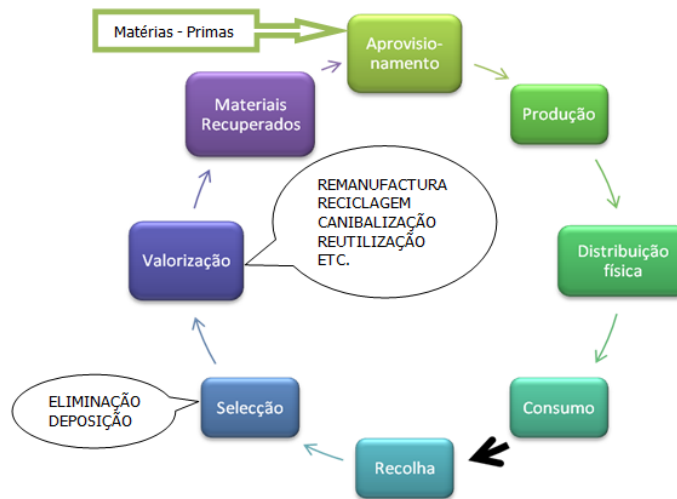 Matérias - Primas
Aprovisio-
namento
Produção
Distribuição
física
Consumo
Recolha
Selecção
ELIMINAÇÃO
DEPOSIÇÃO
Valorização
REMANUFACTURA
RECICLAGEM
CANIBALIZAÇÃO
REUTILIZAÇÃO
ETC.
Materiais
Recuperados